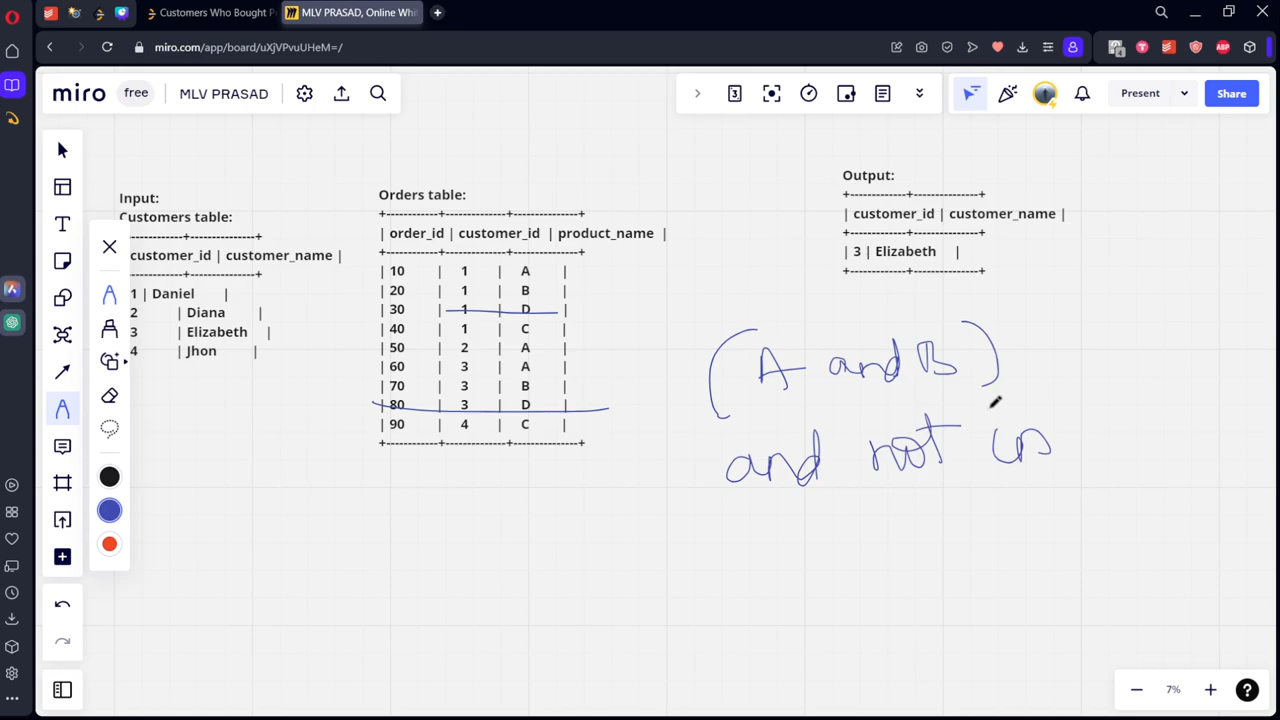 Customers Who Bought P
MLV PRASAD, Online Whi
miro.com/app/board/uXjVPvuUHeM=/
miro free MLV PRASAD
3
Present
Share
Input:
Customers table:
-----------+--------------+
customer_id | customer_name |
-----------+--------------+
1 | Daniel |
2 | Diana |
3 | Elizabeth |
4 | Jhon |
Orders table:
+------------+--------------+---------------+
| order_id | customer_id | product_name |
+------------+--------------+---------------+
| 10 | 1 | A |
| 20 | 1 | B |
| 30 | 1 | D |
| 40 | 1 | C |
| 50 | 2 | A |
| 60 | 3 | A |
| 70 | 3 | B |
| 80 | 3 | D |
| 90 | 4 | C |
+------------+--------------+---------------+
Output:
+-------------+---------------+
| customer_id | customer_name |
+-------------+---------------+
| 3 | Elizabeth |
+-------------+---------------+
(A and B)
and not
7%